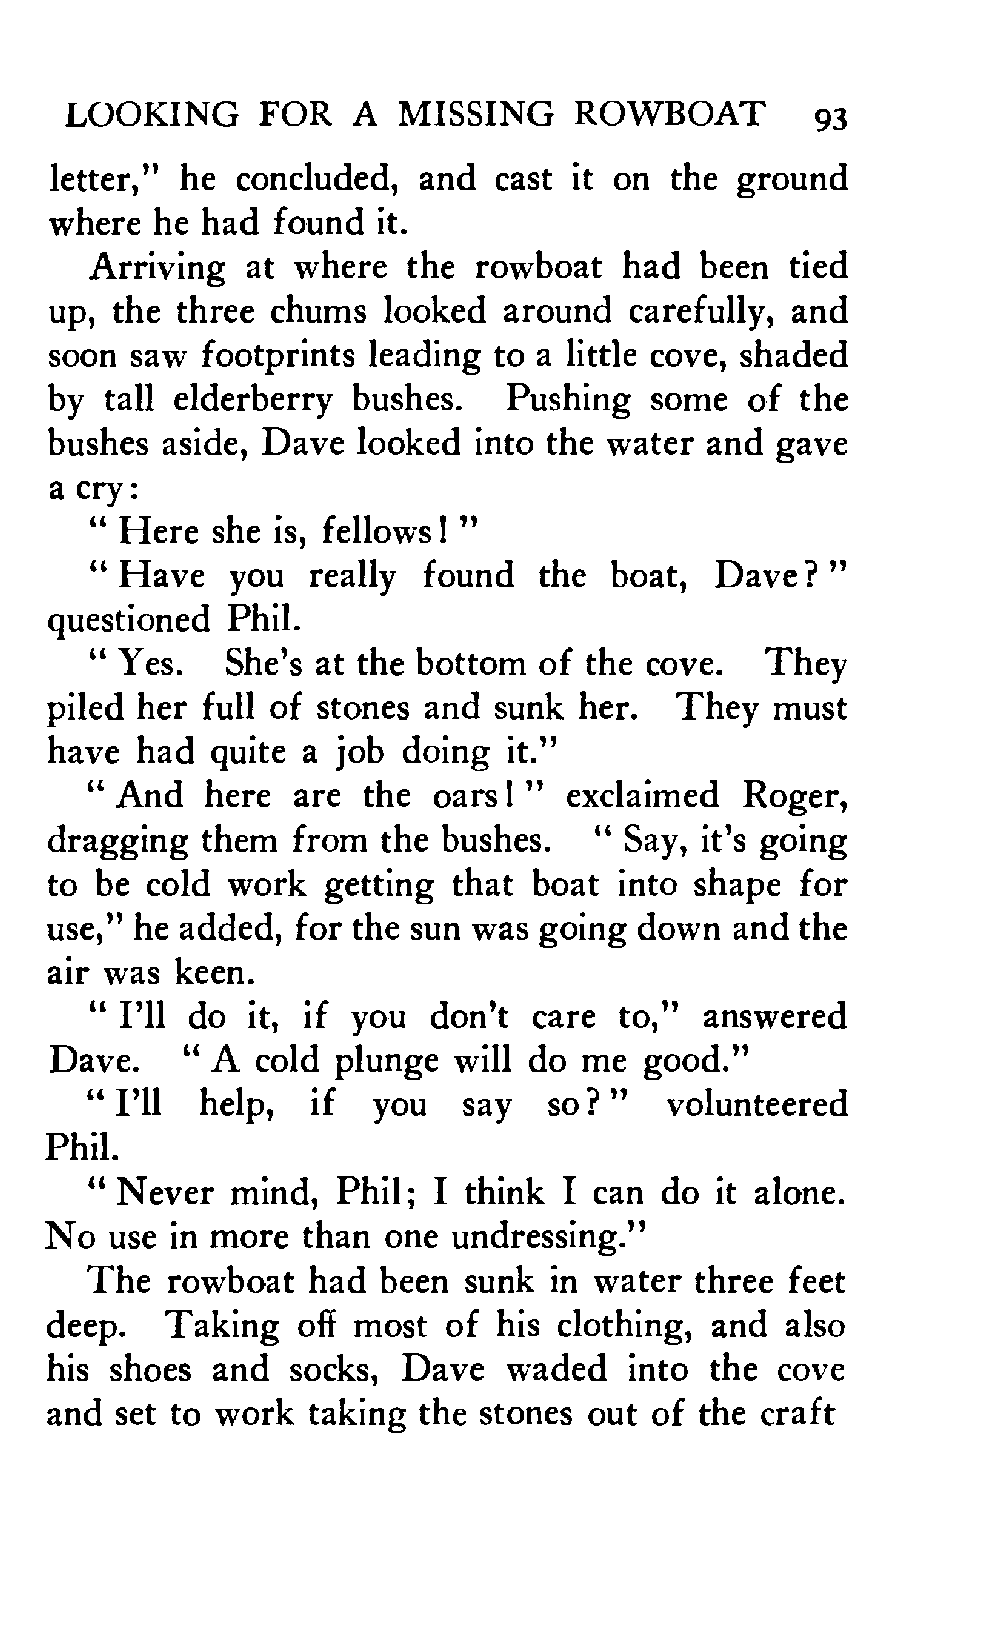 LOOKING FOR A MISSING ROWBOAT 93
letter," he concluded, and cast it on the ground
where he had found it.
Arriving at where the rowboat had been tied
up, the three chums looked around carefully, and
soon saw footprints leading to a little cove, shaded
by tall elderberry bushes. Pushing some of the
bushes aside, Dave looked into the water and gave
a cry:
" Here she is, fellows! "
" Have you really found the boat, Dave? "
questioned Phil.
" Yes. She's at the bottom of the cove. They
piled her full of stones and sunk her. They must
have had quite a job doing it."
" And here are the oars! " exclaimed Roger,
dragging them from the bushes. " Say, it's going
to be cold work getting that boat into shape for
use," he added, for the sun was going down and the
air was keen.
" I'll do it, if you don't care to," answered
Dave. " A cold plunge will do me good."
" I'll help, if you say so? " volunteered
Phil.
" Never mind, Phil; I think I can do it alone.
No use in more than one undressing."
The rowboat had been sunk in water three feet
deep. Taking off most of his clothing, and also
his shoes and socks, Dave waded into the cove
and set to work taking the stones out of the craft